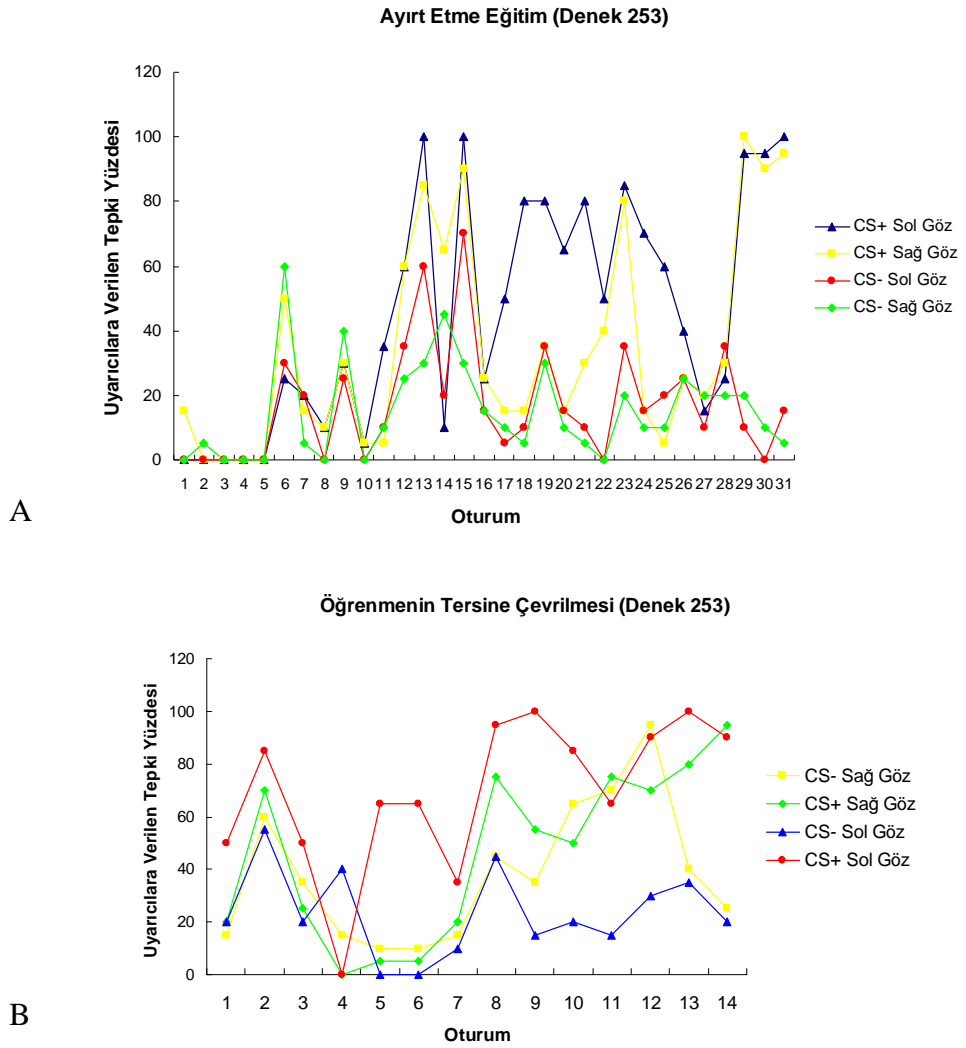 Ayırt Etme Eğitim (Denek 253)
Uyarıcılara Verilen Tepki Yüzdesi
120
100
80
60
40
20
0
1 2 3 4 5 6 7 8 9 10 11 12 13 14 15 16 17 18 19 20 21 22 23 24 25 26 27 28 29 30 31
Oturum
CS+ Sol Göz
CS+ Sağ Göz
CS- Sol Göz
CS- Sağ Göz
A
Öğrenmenin Tersine Çevrilmesi (Denek 253)
Uyarıcılara Verilen Tepki Yüzdesi
120
100
80
60
40
20
0
1 2 3 4 5 6 7 8 9 10 11 12 13 14
Oturum
CS- Sağ Göz
CS+ Sağ Göz
CS- Sol Göz
CS+ Sol Göz
B